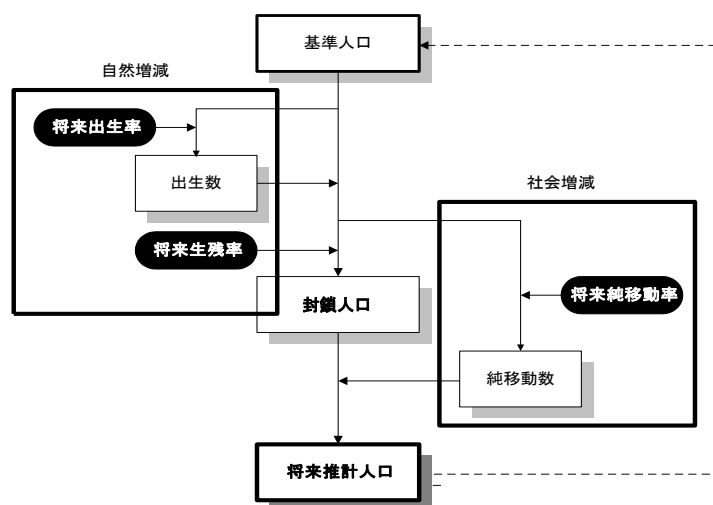 基準人口
自然増減
将来出生率
出生数
社会増減
将来生残率
将来純移動率
封鎖人口
純移動数
将来推計人口